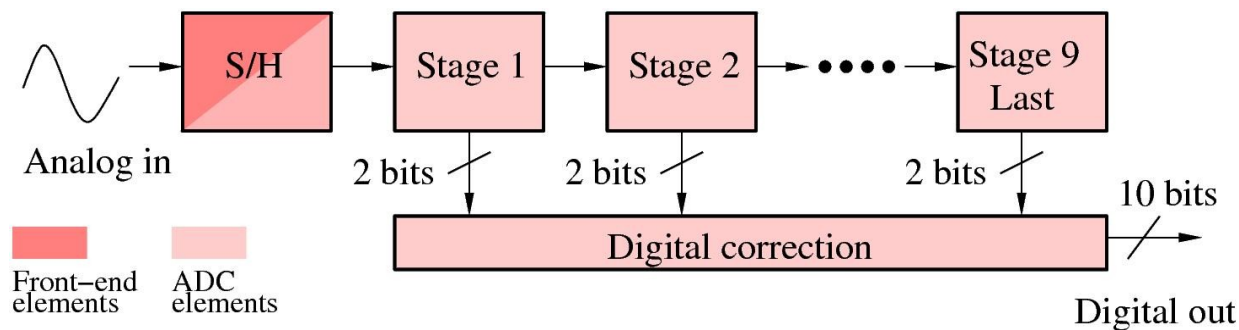 S/H
Stage 1
Stage 2
Stage 9
Last
Analog in
2 bits
2 bits
2 bits
10 bits
Digital correction
Front-end
elements
ADC
elements
Digital out